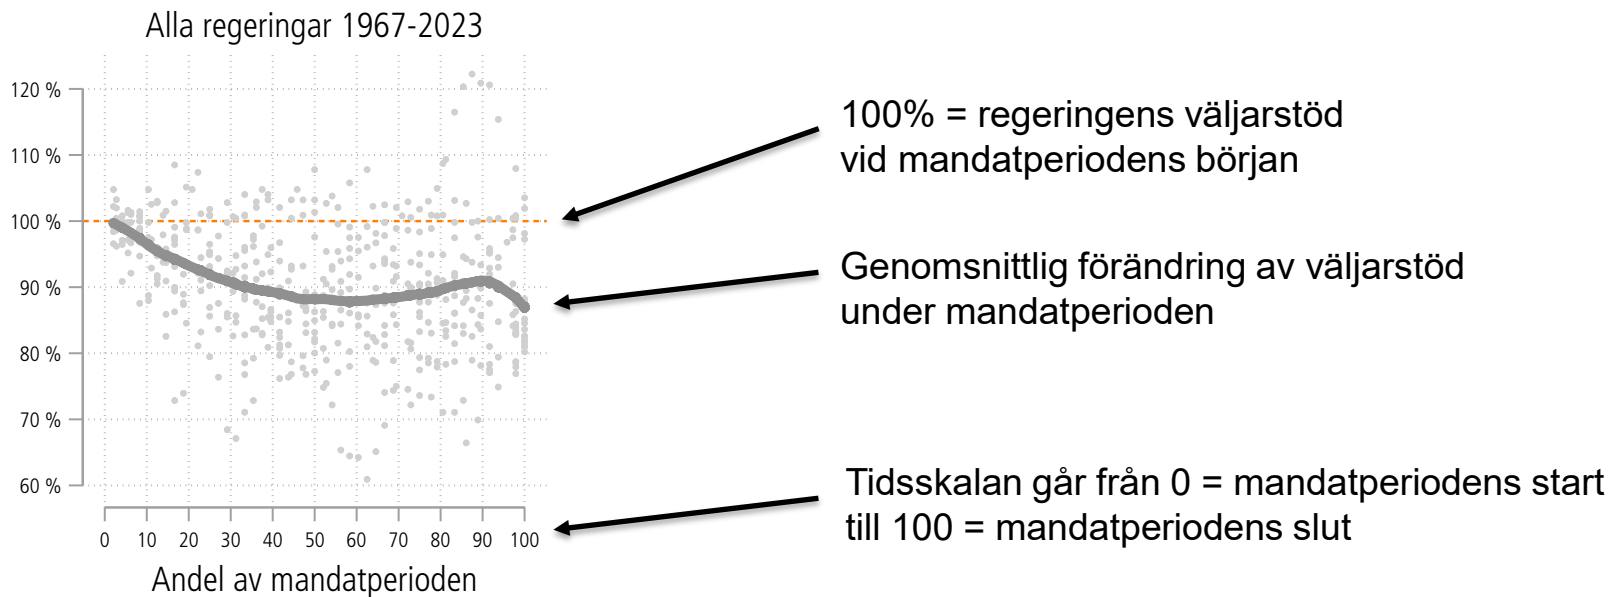 Alla regeringar 1967-2023
120 %
110 %
100 %
90 %
80 %
70 %
60 %
0 10 20 30 40 50 60 70 80 90 100
Andel av mandatperioden
100% = regeringens väljarstöd
vid mandatperiodens början
Genomsnittlig förändring av väljarstöd
under mandatperioden
Tidsskalan går från 0 = mandatperiodens start
till 100 = mandatperiodens slut